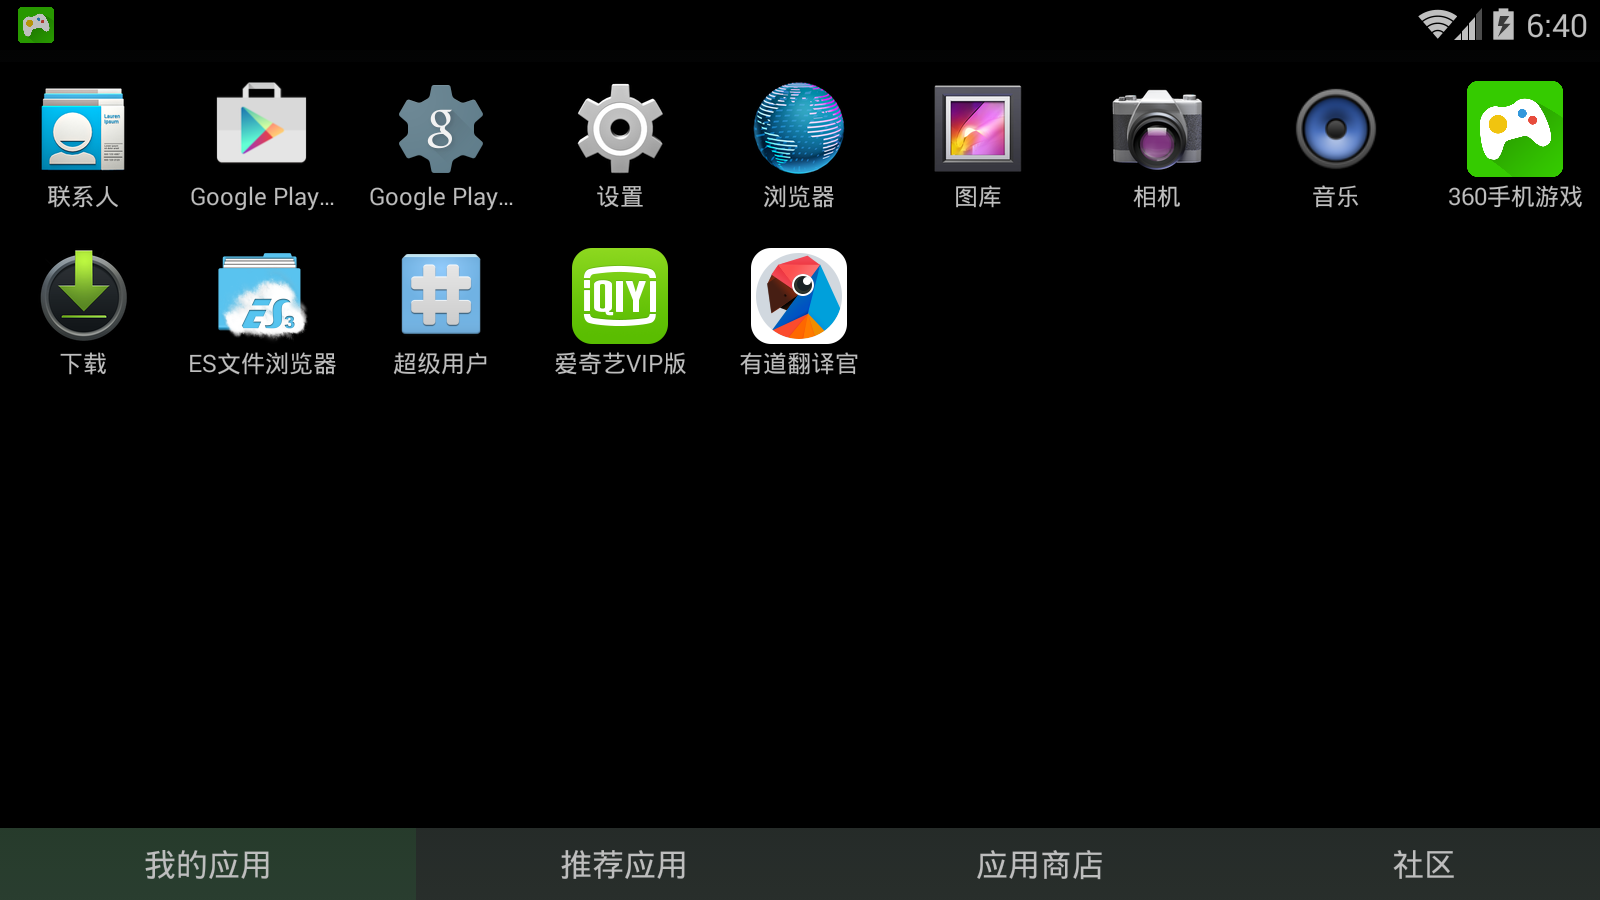 6:40
Lauren
Ipsum
g
联系人
Google Play...
Google Play...
设置
浏览器
图库
相机
音乐
360手机游戏
ES3
iQIYI
下载
ES文件浏览器
超级用户
爱奇艺VIP版
有道翻译官
我的应用
推荐应用
应用商店
社区